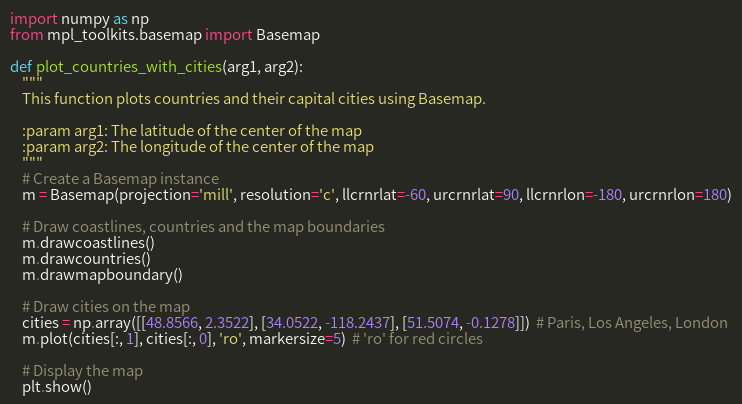 import numpy as np
from mpl_toolkits.basemap import Basemap

def plot_countries_with_cities(arg1, arg2):
    """
    This function plots countries and their capital cities using Basemap.

    :param arg1: The latitude of the center of the map
    :param arg2: The longitude of the center of the map
    """
    # Create a Basemap instance
    m = Basemap(projection='mill', resolution='c', llcrnrlat=-60, urcrnrlat=90, llcrnrlon=-180, urcrnrlon=180)

    # Draw coastlines, countries and the map boundaries
    m.drawcoastlines()
    m.drawcountries()
    m.drawmapboundary()

    # Draw cities on the map
    cities = np.array([[48.8566, 2.3522], [34.0522, -118.2437], [51.5074, -0.1278]])  # Paris, Los Angeles, London
    m.plot(cities[:, 1], cities[:, 0], 'ro', markersize=5)  # 'ro' for red circles

    # Display the map
    plt.show()